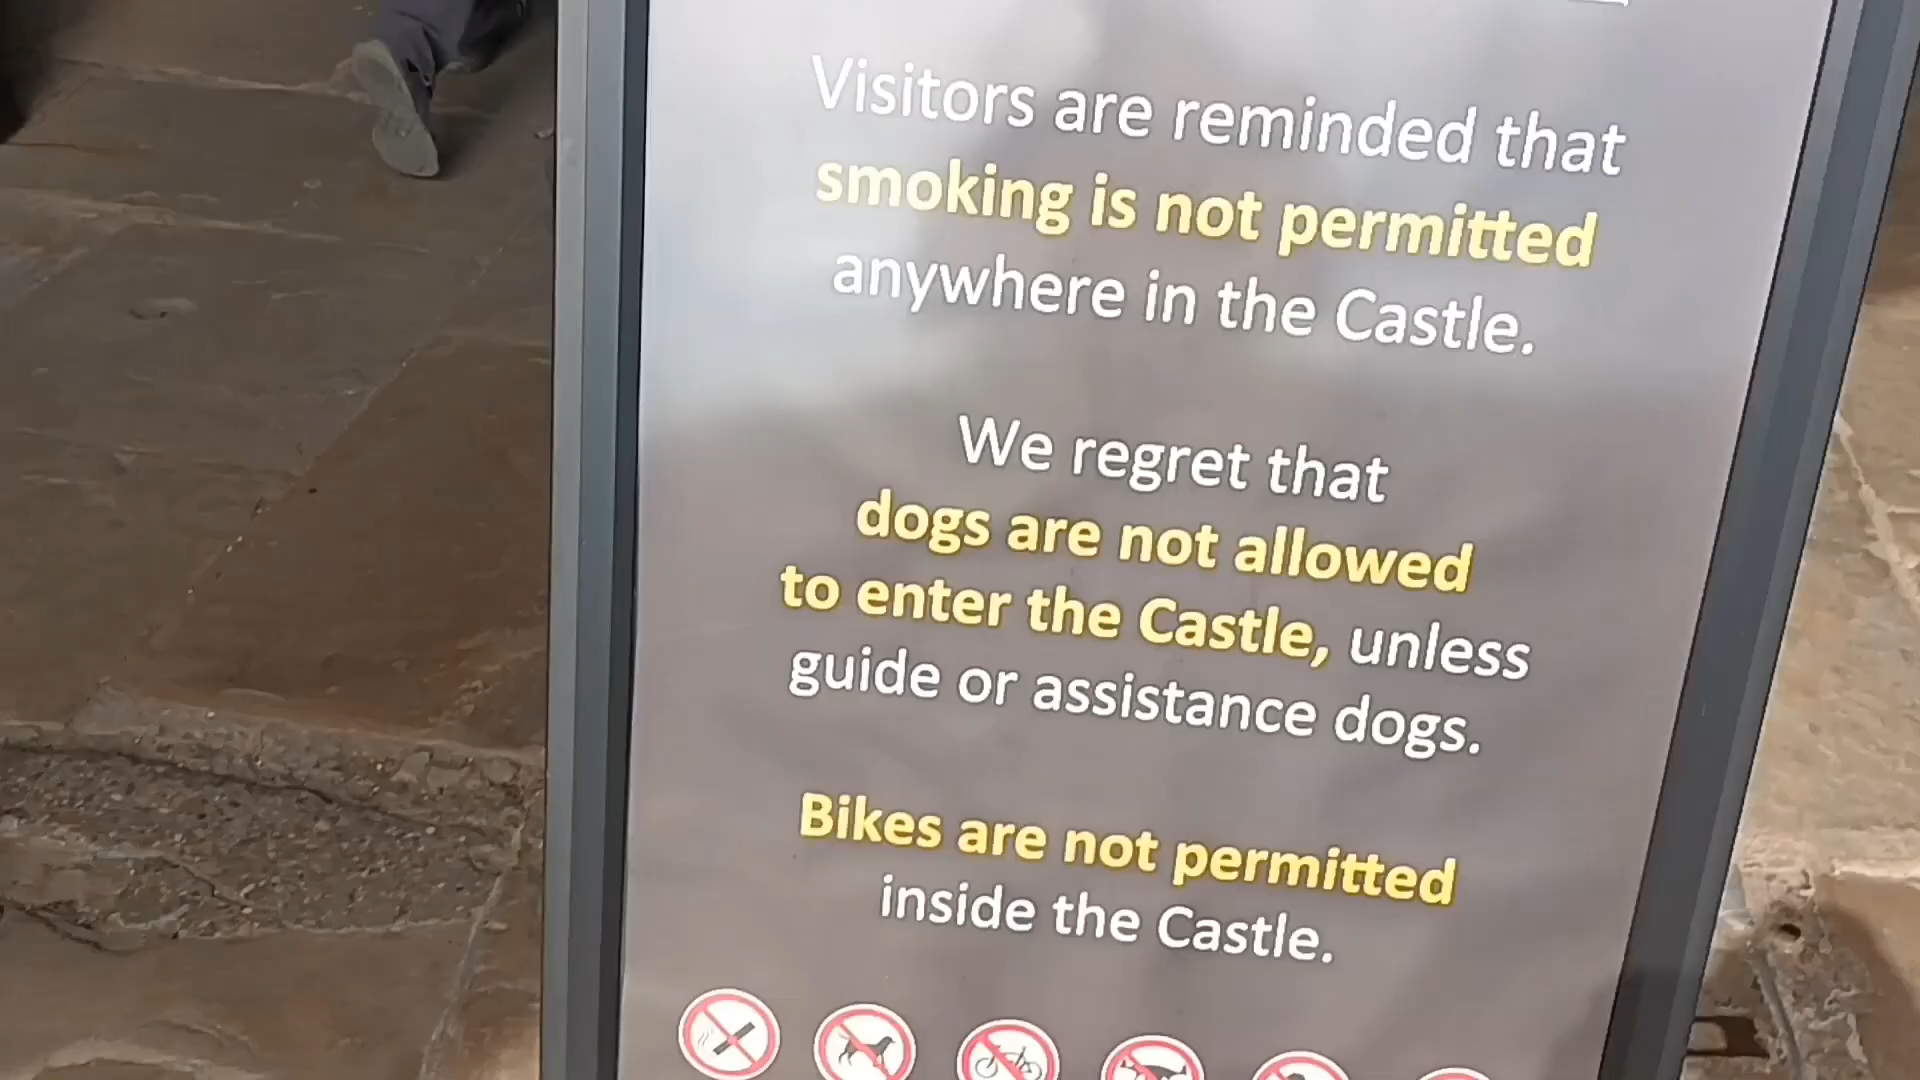 Visitors are reminded that
smoking is not permitted
anywhere in the Castle.
We regret that
dogs are not allowed
to enter the Castle, unless
guide or assistance dogs.
Bikes are not permitted
inside the Castle.